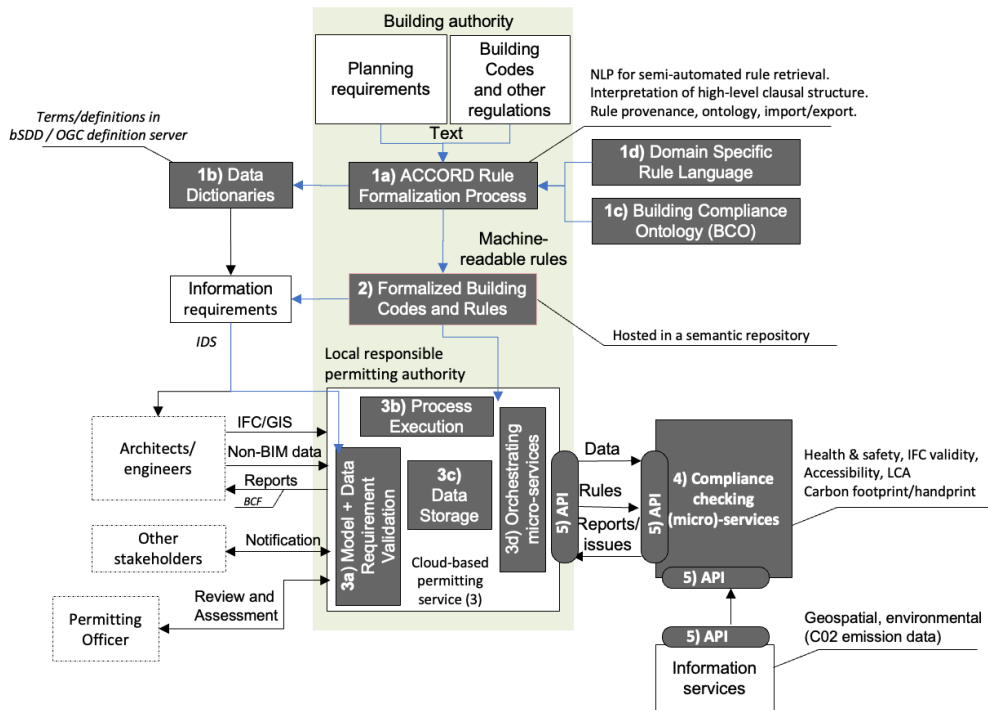 Building authority
Planning
requirements
Building
Codes
and other
regulations
NLP for semi-automated rule retrieval.
Interpretation of high-level clausal structure.
Rule provenance, ontology, import/export.
Terms/definitions in
bSDD / OGC definition server
Text
1b) Data
Dictionaries
1a) ACCORD Rule
Formalization Process
1d) Domain Specific
Rule Language
1c) Building Compliance
Ontology (BCO)
Machine-
readable rules
Information
requirements
2) Formalized Building
Codes and Rules
Hosted in a semantic repository
IDS
Local responsible
permitting authority
3b) Process
Execution
Architects/
engineers
IFC/GIS
Non-BIM data
Reports
BCF
3a) Model + Data
Requirement
Validation
3c)
Data
Storage
3d) Orchestrating
micro-services
5) API
Data
Rules
Reports/
issues
5) API
4) Compliance
checking
(micro)-services
Health & safety, IFC validity,
Accessibility, LCA
Carbon footprint/handprint
Other
stakeholders
Notification
Cloud-based
permitting
service (3)
5) API
Review and
Assessment
Permitting
Officer
5) API
Information
services
Geospatial, environmental
(C02 emission data)